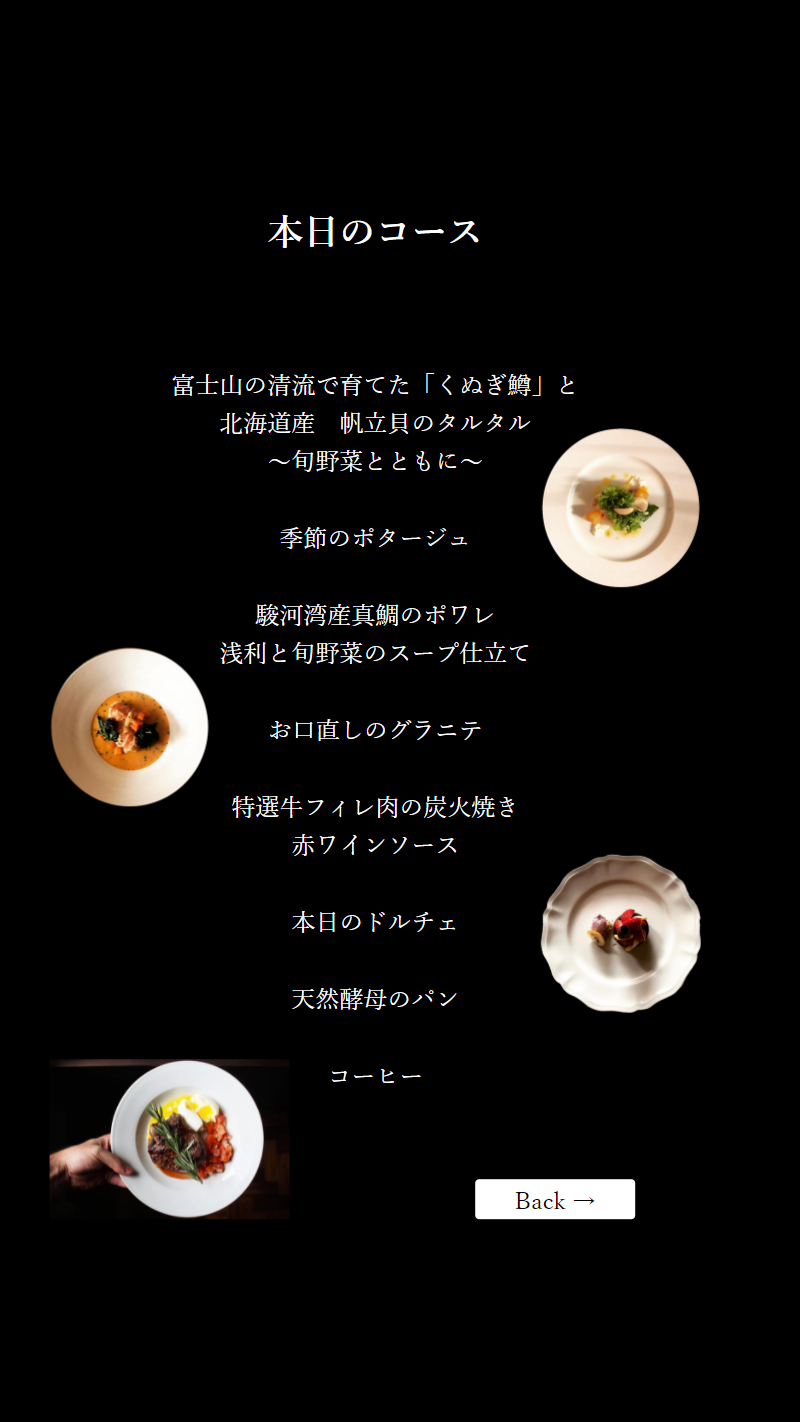 本日のコース
富士山の清流で育てた「くぬぎ鱒」と
北海道産　帆立貝のタルタル
～旬野菜とともに～
季節のポタージュ
駿河湾産真鯛のポワレ
浅利と旬野菜のスープ仕立て
お口直しのグラニテ
特選牛フィレ肉の炭火焼き
赤ワインソース
本日のドルチェ
天然酵母のパン
コーヒー
Back →